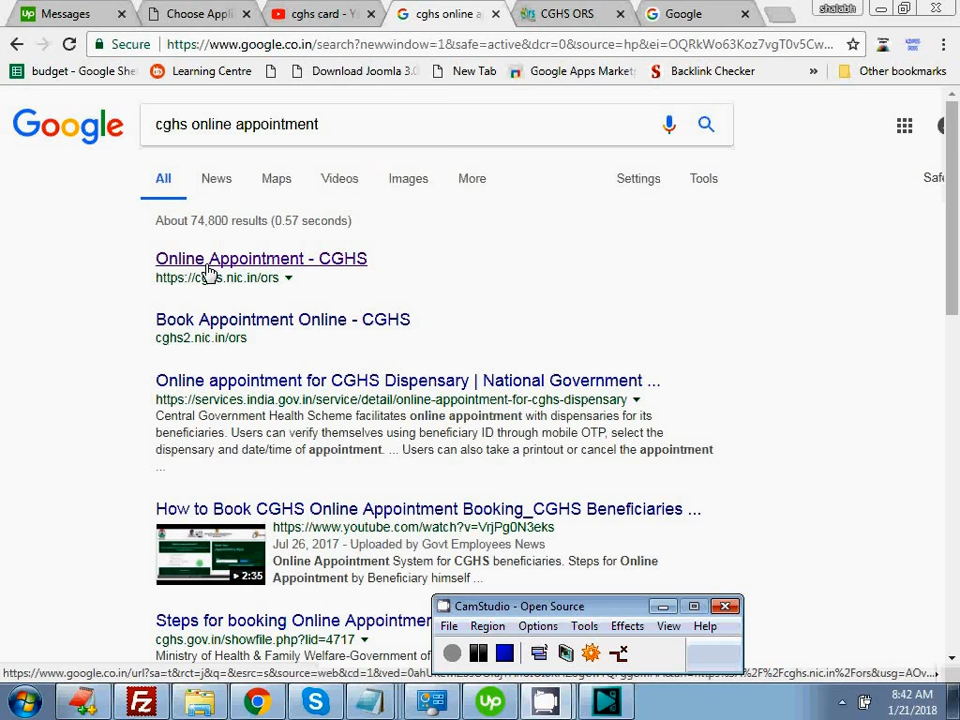 Messages
Choose Appli
cghs card - Y
cghs online a
CGHS ORS
Google
shalabh
Secure
https://www.google.co.in/search?newwindow=1&safe=active&dcr=0&source=hp&ei=OQRkWo63Koz7vgT0v5Cw...
budget - Google She
Learning Centre
Download Joomla 3.0
New Tab
Google Apps Market
Backlink Checker
»
Other bookmarks
Google
cghs online appointment
All
News
Maps
Videos
Images
More
Settings
Tools
Safe
About 74,800 results (0.57 seconds)
Online Appointment - CGHS
Book Appointment Online - CGHS
cghs2.nic.in/ors
Online appointment for CGHS Dispensary | National Government ...
https://services.india.gov.in/service/detail/online-appointment-for-cghs-dispensary
Central Government Health Scheme facilitates online appointment with dispensaries for its
beneficiaries. Users can verify themselves using beneficiary ID through mobile OTP, select the
dispensary and date/time of appointment. ... Users can also take a printout or cancel the appointment
...
How to Book CGHS Online Appointment Booking_CGHS Beneficiaries ...
https://www.youtube.com/watch?v=VrjPg0N3eks
Jul 26, 2017 - Uploaded by Govt Employees News
Online Appointment System for CGHS beneficiaries. Steps for Online
Appointment by Beneficiary himself ...
2:35
Steps for booking Online Appointme
cghs.gov.in/showfile.php?lid=4717
Ministry of Health & Family Welfare-Government of
CamStudio - Open Source
File
Region
Options
Tools
Effects
View
Help
8:42 AM
1/21/2018